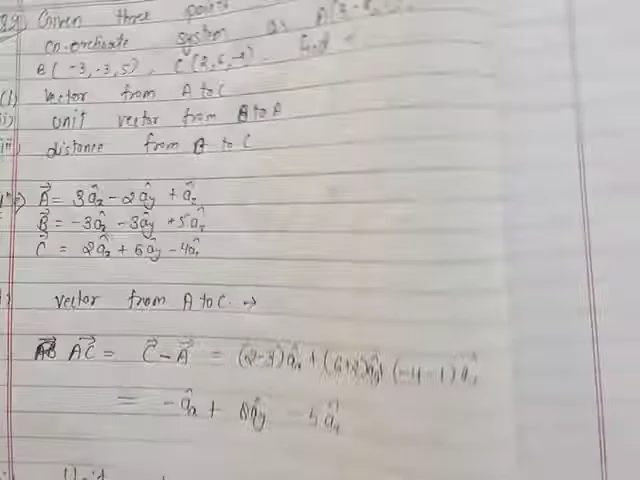 Given three points
co-ordinate system as
B(-3,-3,5), C(2,6,-4).
(i) vector from A to C
ii) unit vector from B to A
iii) distance from B to C
A⃗ = 3âx - 2ây + âz
B⃗ = -3âx - 3ây + 5âz
C⃗ = 2âx + 6ây - 4âz
vector from A to C →
AC⃗ = C⃗ - A⃗ = (2-3)âx + (6+2)ây + (-4-1)âz
= -âx + 8ây - 5âz